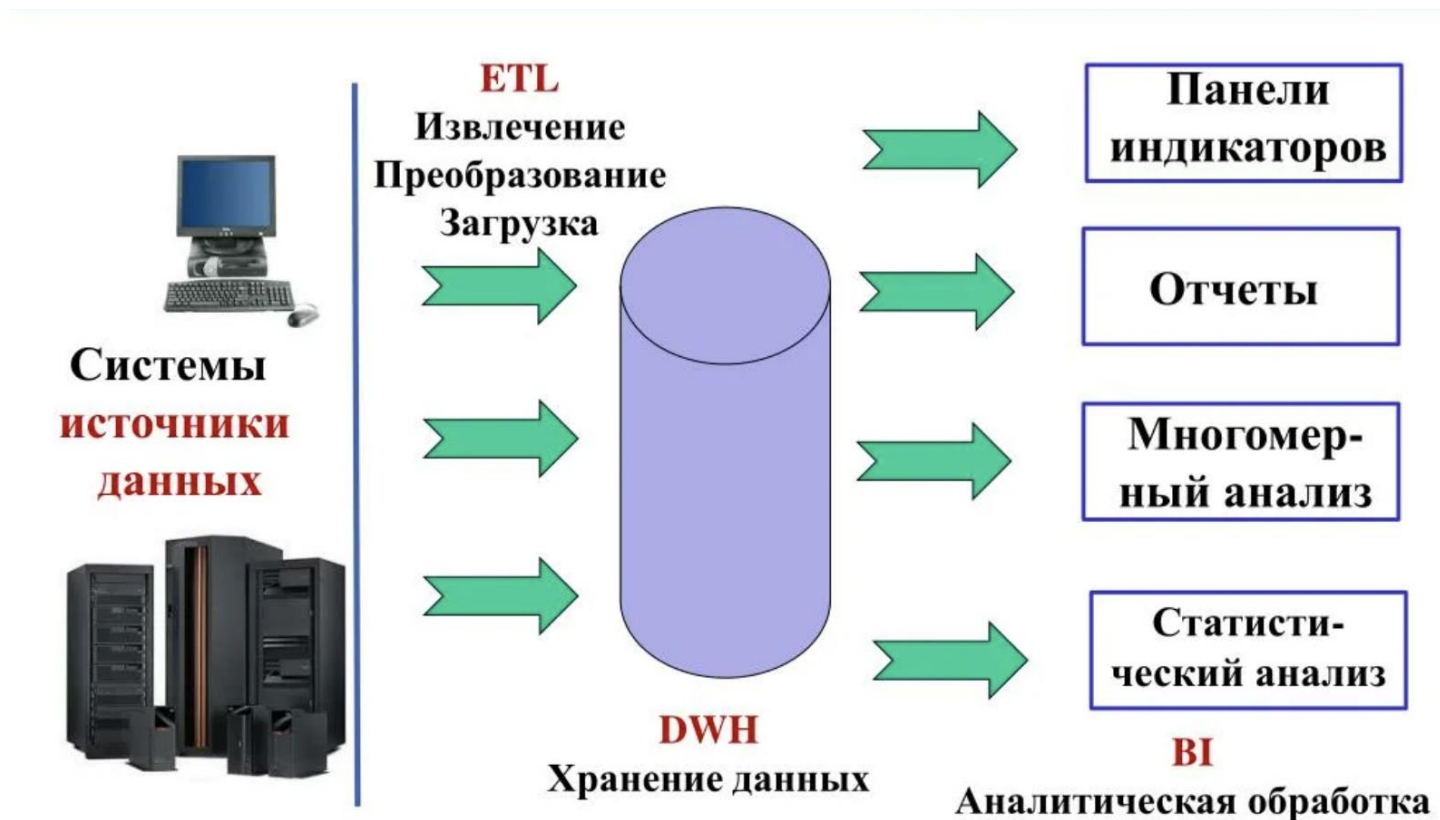 ETL
Извлечение
Преобразование
Загрузка
Системы
источники
данных
DWH
Хранение данных
Панели
индикаторов
Отчеты
Многомер-
ный анализ
Статисти-
ческий анализ
BI
Аналитическая обработка